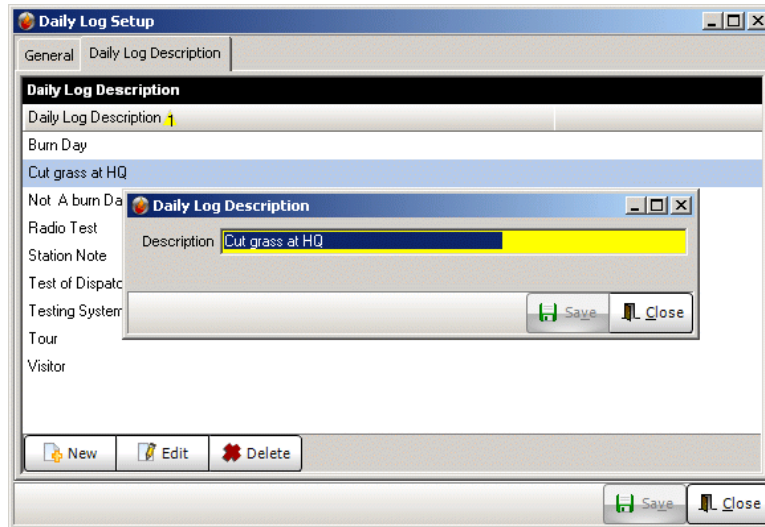 Daily Log Setup
General Daily Log Description
Daily Log Description
Daily Log Description 1
Burn Day
Cut grass at HQ
Not A burn Da
Daily Log Description
Radio Test
Description Cut grass at HQ
Station Note
Test of Dispatc
Testing System
Save Close
Tour
Visitor
New Edit Delete
Save Close